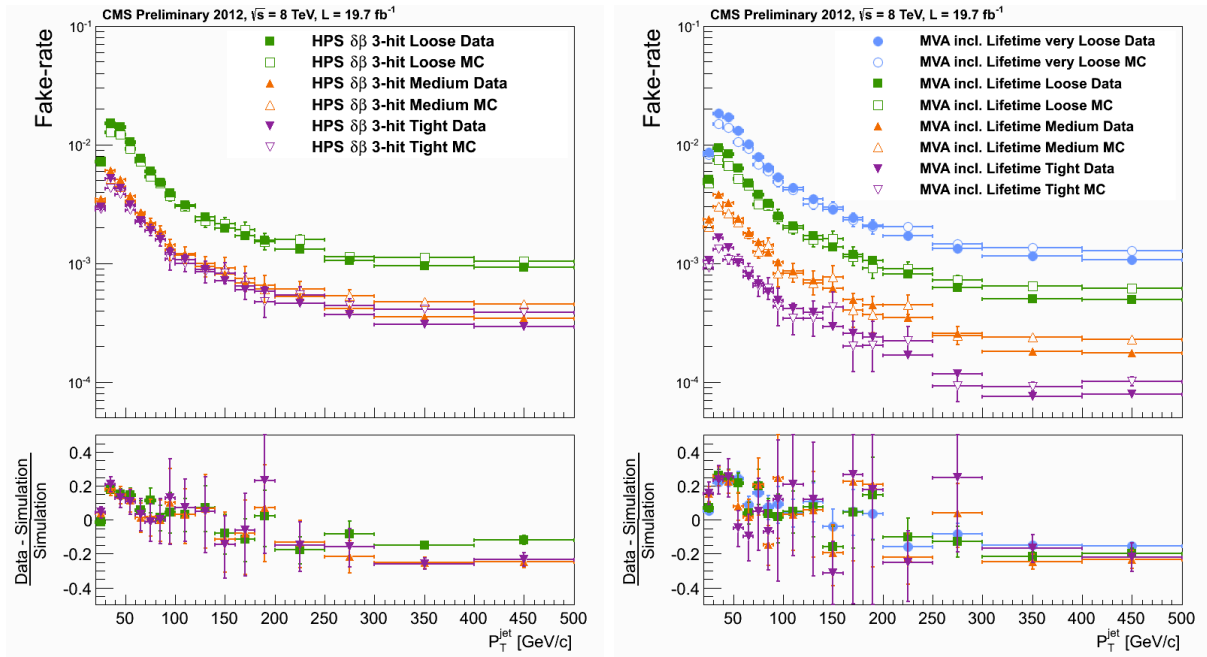 CMS Preliminary 2012, √s = 8 TeV, L = 19.7 fb⁻¹
Fake-rate
10⁻¹
10⁻²
10⁻³
10⁻⁴
HPS δβ 3-hit Loose Data
HPS δβ 3-hit Loose MC
HPS δβ 3-hit Medium Data
HPS δβ 3-hit Medium MC
HPS δβ 3-hit Tight Data
HPS δβ 3-hit Tight MC
Data - Simulation
Simulation
0.4
0.2
0
-0.2
-0.4
50 100 150 200 250 300 350 400 450 500
P_T^jet [GeV/c]
CMS Preliminary 2012, √s = 8 TeV, L = 19.7 fb⁻¹
Fake-rate
10⁻¹
10⁻²
10⁻³
10⁻⁴
MVA incl. Lifetime very Loose Data
MVA incl. Lifetime very Loose MC
MVA incl. Lifetime Loose Data
MVA incl. Lifetime Loose MC
MVA incl. Lifetime Medium Data
MVA incl. Lifetime Medium MC
MVA incl. Lifetime Tight Data
MVA incl. Lifetime Tight MC
Data - Simulation
Simulation
0.4
0.2
0
-0.2
-0.4
50 100 150 200 250 300 350 400 450 500
P_T^jet [GeV/c]